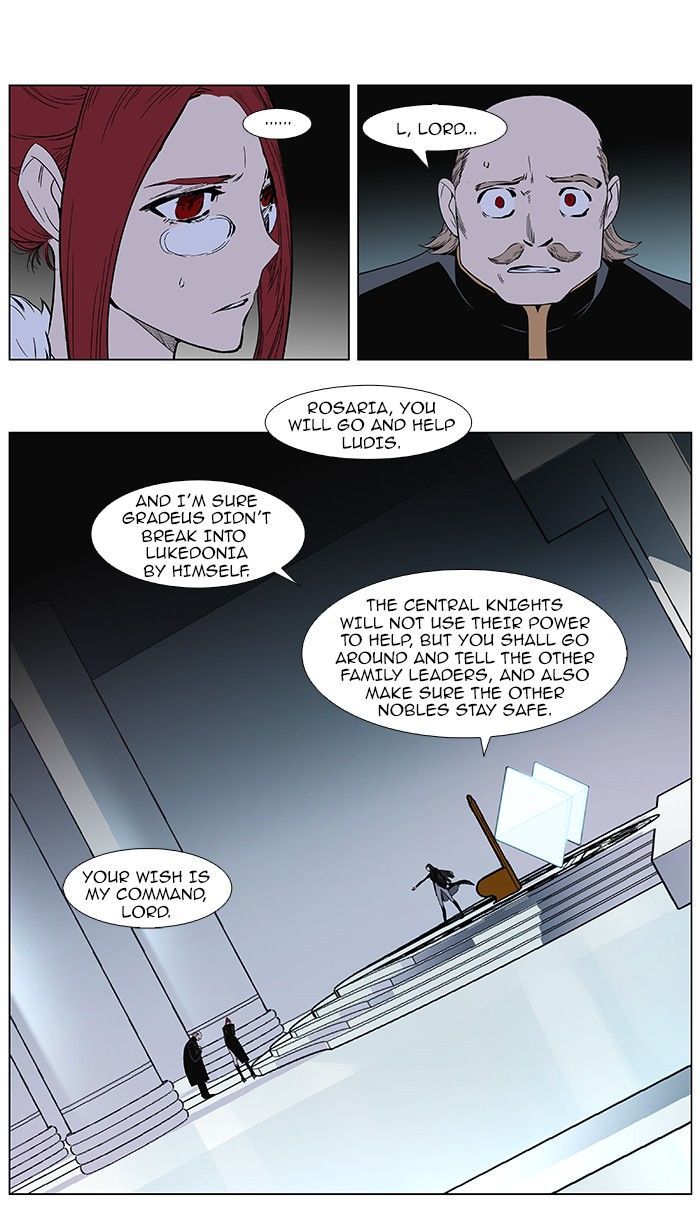 ......
L, LORD...
ROSARIA, YOU
WILL GO AND HELP
LUDIS.
AND I'M SURE
GRADEUS DIDN'T
BREAK INTO
LUKEDONIA
BY HIMSELF.
THE CENTRAL KNIGHTS
WILL NOT USE THEIR POWER
TO HELP, BUT YOU SHALL GO
AROUND AND TELL THE OTHER
FAMILY LEADERS, AND ALSO
MAKE SURE THE OTHER
NOBLES STAY SAFE.
YOUR WISH IS
MY COMMAND,
LORD.